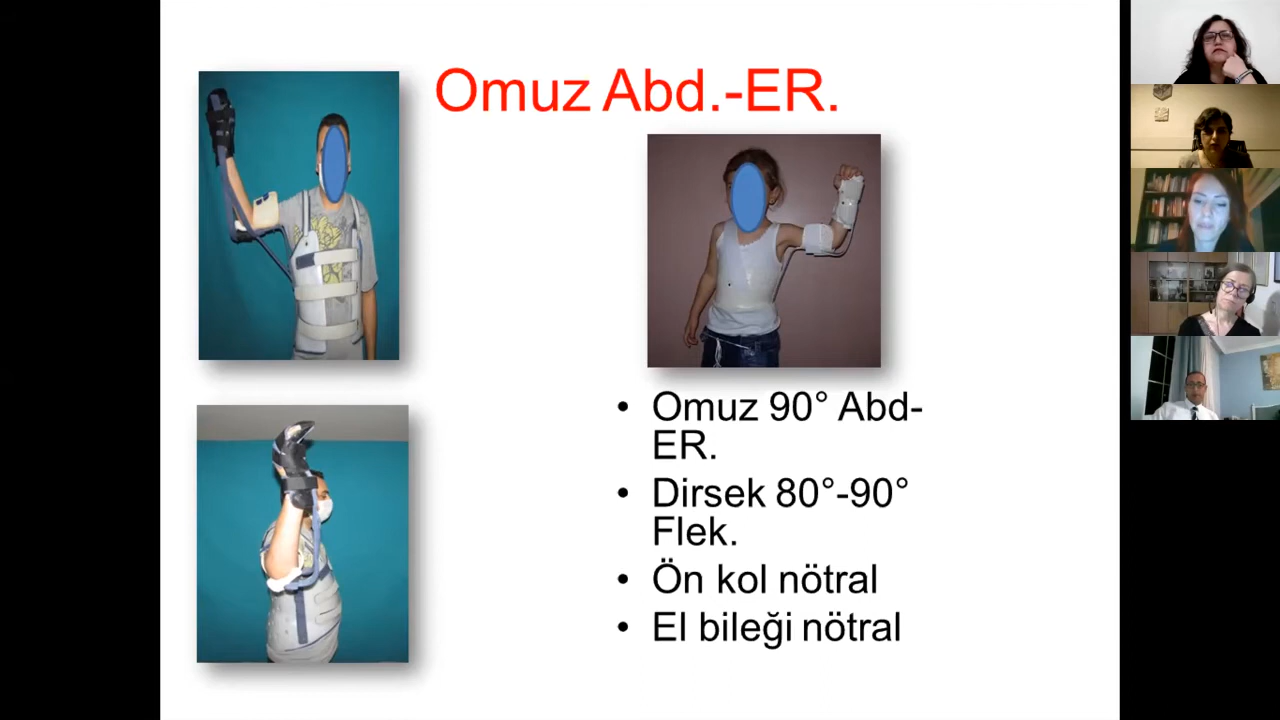 Omuz Abd.-ER.
• Omuz 90° Abd-
ER.
• Dirsek 80°-90°
Flek.
• Ön kol nötral
• El bileği nötral